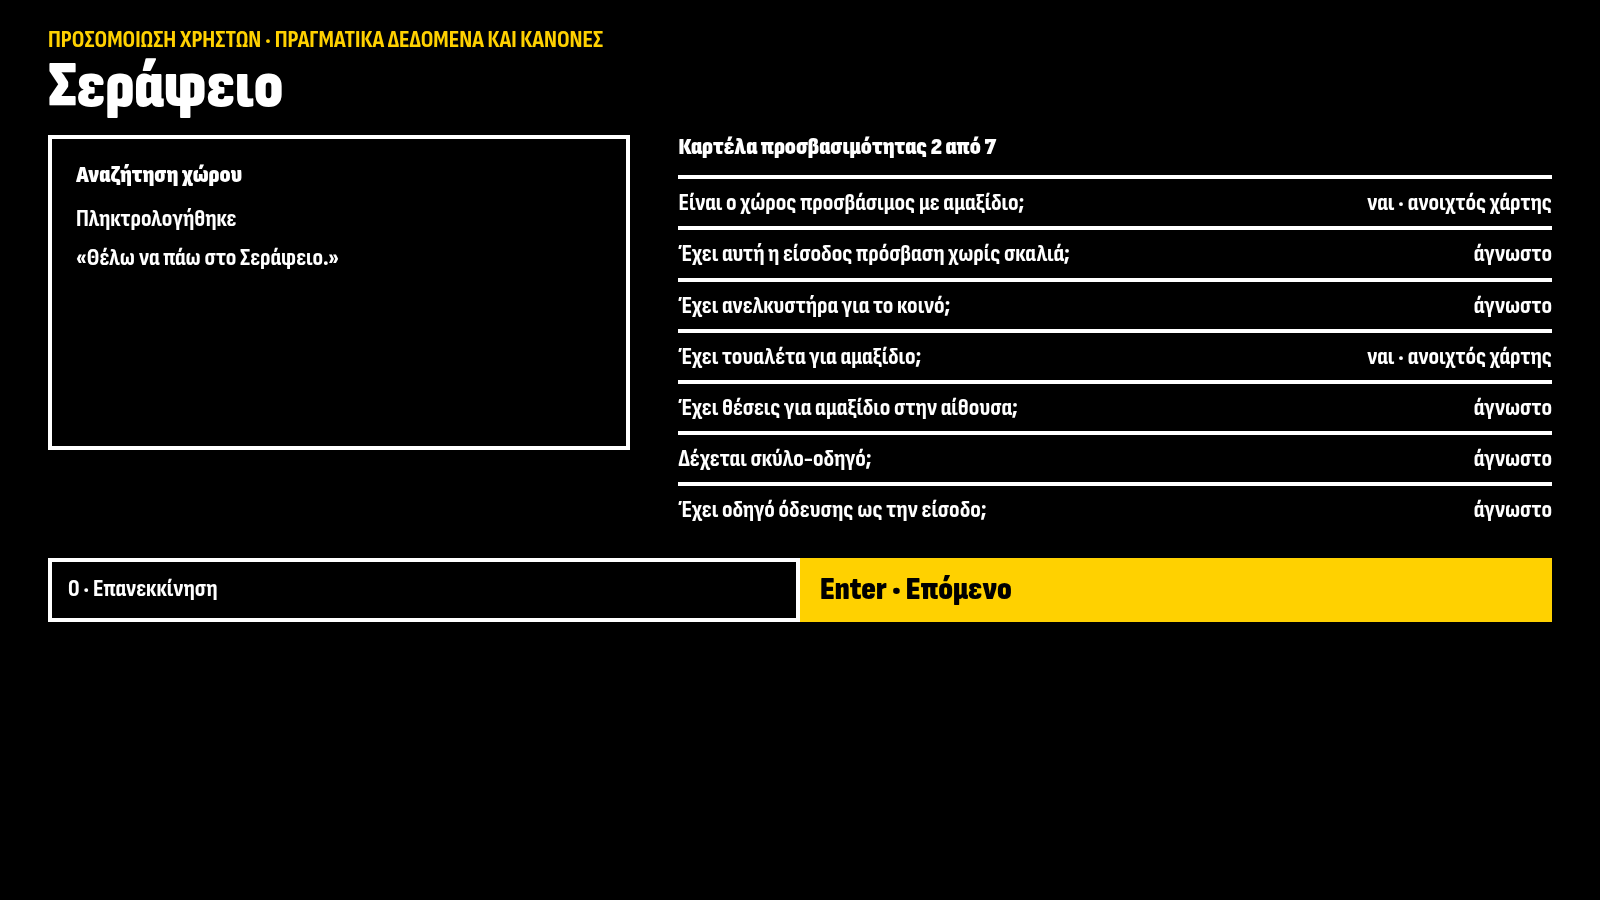 ΠΡΟΣΟΜΟΙΩΣΗ ΧΡΗΣΤΩΝ · ΠΡΑΓΜΑΤΙΚΑ ΔΕΔΟΜΕΝΑ ΚΑΙ ΚΑΝΟΝΕΣ
Σεράφειο
Αναζήτηση χώρου
Πληκτρολογήθηκε
«Θέλω να πάω στο Σεράφειο.»
Καρτέλα προσβασιμότητας 2 από 7
Είναι ο χώρος προσβάσιμος με αμαξίδιο; ναι · ανοιχτός χάρτης
Έχει αυτή η είσοδος πρόσβαση χωρίς σκαλιά; άγνωστο
Έχει ανελκυστήρα για το κοινό; άγνωστο
Έχει τουαλέτα για αμαξίδιο; ναι · ανοιχτός χάρτης
Έχει θέσεις για αμαξίδιο στην αίθουσα; άγνωστο
Δέχεται σκύλο-οδηγό; άγνωστο
Έχει οδηγό όδευσης ως την είσοδο; άγνωστο
0 · Επανεκκίνηση
Enter · Επόμενο